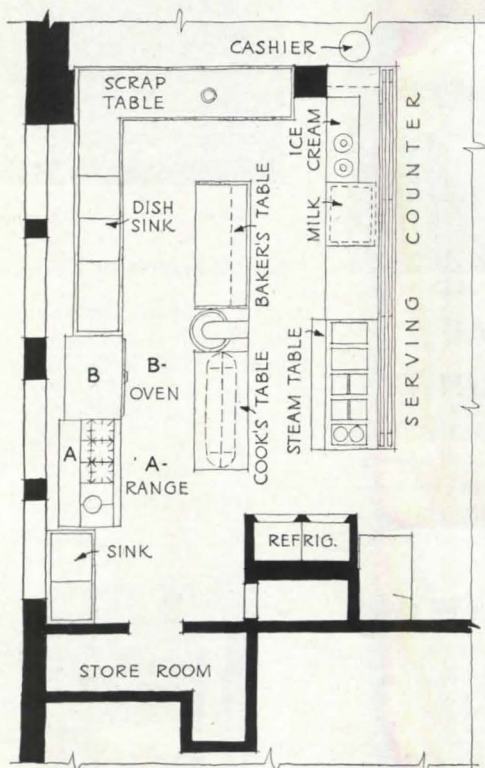 CASHIER
SCRAP
TABLE
ICE
CREAM
MILK
SERVING COUNTER
DISH
SINK
BAKER'S TABLE
B
B-
OVEN
STEAM TABLE
COOK'S TABLE
A
A-
RANGE
SINK
REFRIG.
STORE ROOM